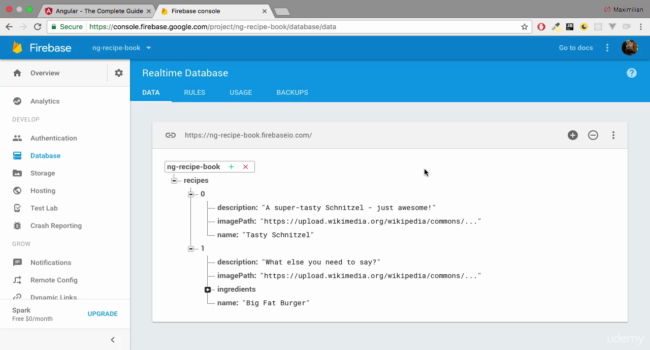 Angular - The Complete Guide
Firebase console
Maximilian
Secure
https://console.firebase.google.com/project/ng-recipe-book/database/data
Firebase
ng-recipe-book
Go to docs
Overview
Realtime Database
DATA
RULES
USAGE
BACKUPS
Analytics
DEVELOP
Authentication
Database
Storage
Hosting
Test Lab
Crash Reporting
GROW
Notifications
Remote Config
Dynamic Links
Spark
Free $0/month
UPGRADE
https://ng-recipe-book.firebaseio.com/
ng-recipe-book
recipes
0
description: "A super-tasty Schnitzel - just awesome!"
imagePath: "https://upload.wikimedia.org/wikipedia/commons/..."
name: "Tasty Schnitzel"
1
description: "What else you need to say?"
imagePath: "https://upload.wikimedia.org/wikipedia/commons/..."
ingredients
name: "Big Fat Burger"
udemy